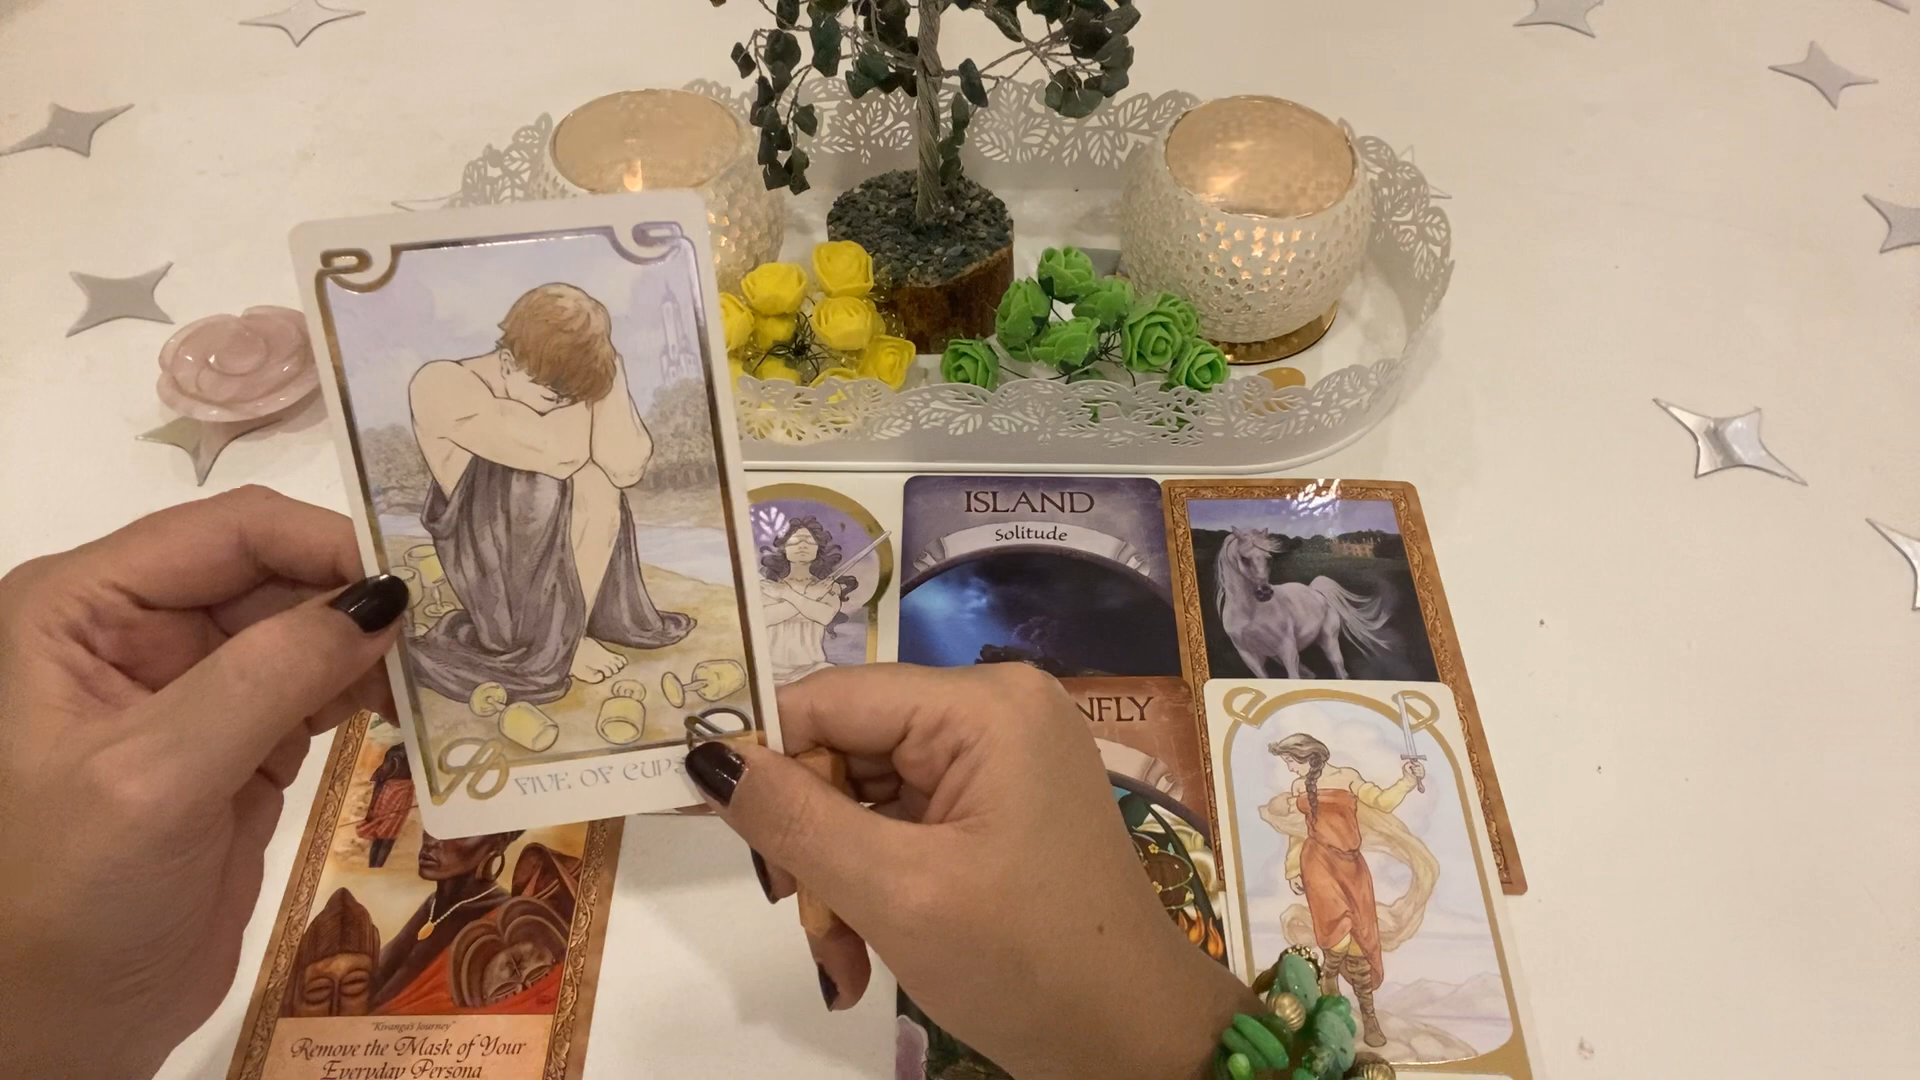 ISLAND
Solitude
NFLY
FIVE OF CUPS
"Kivanga's Journey"
Remove the Mask of Your
Everyday Persona